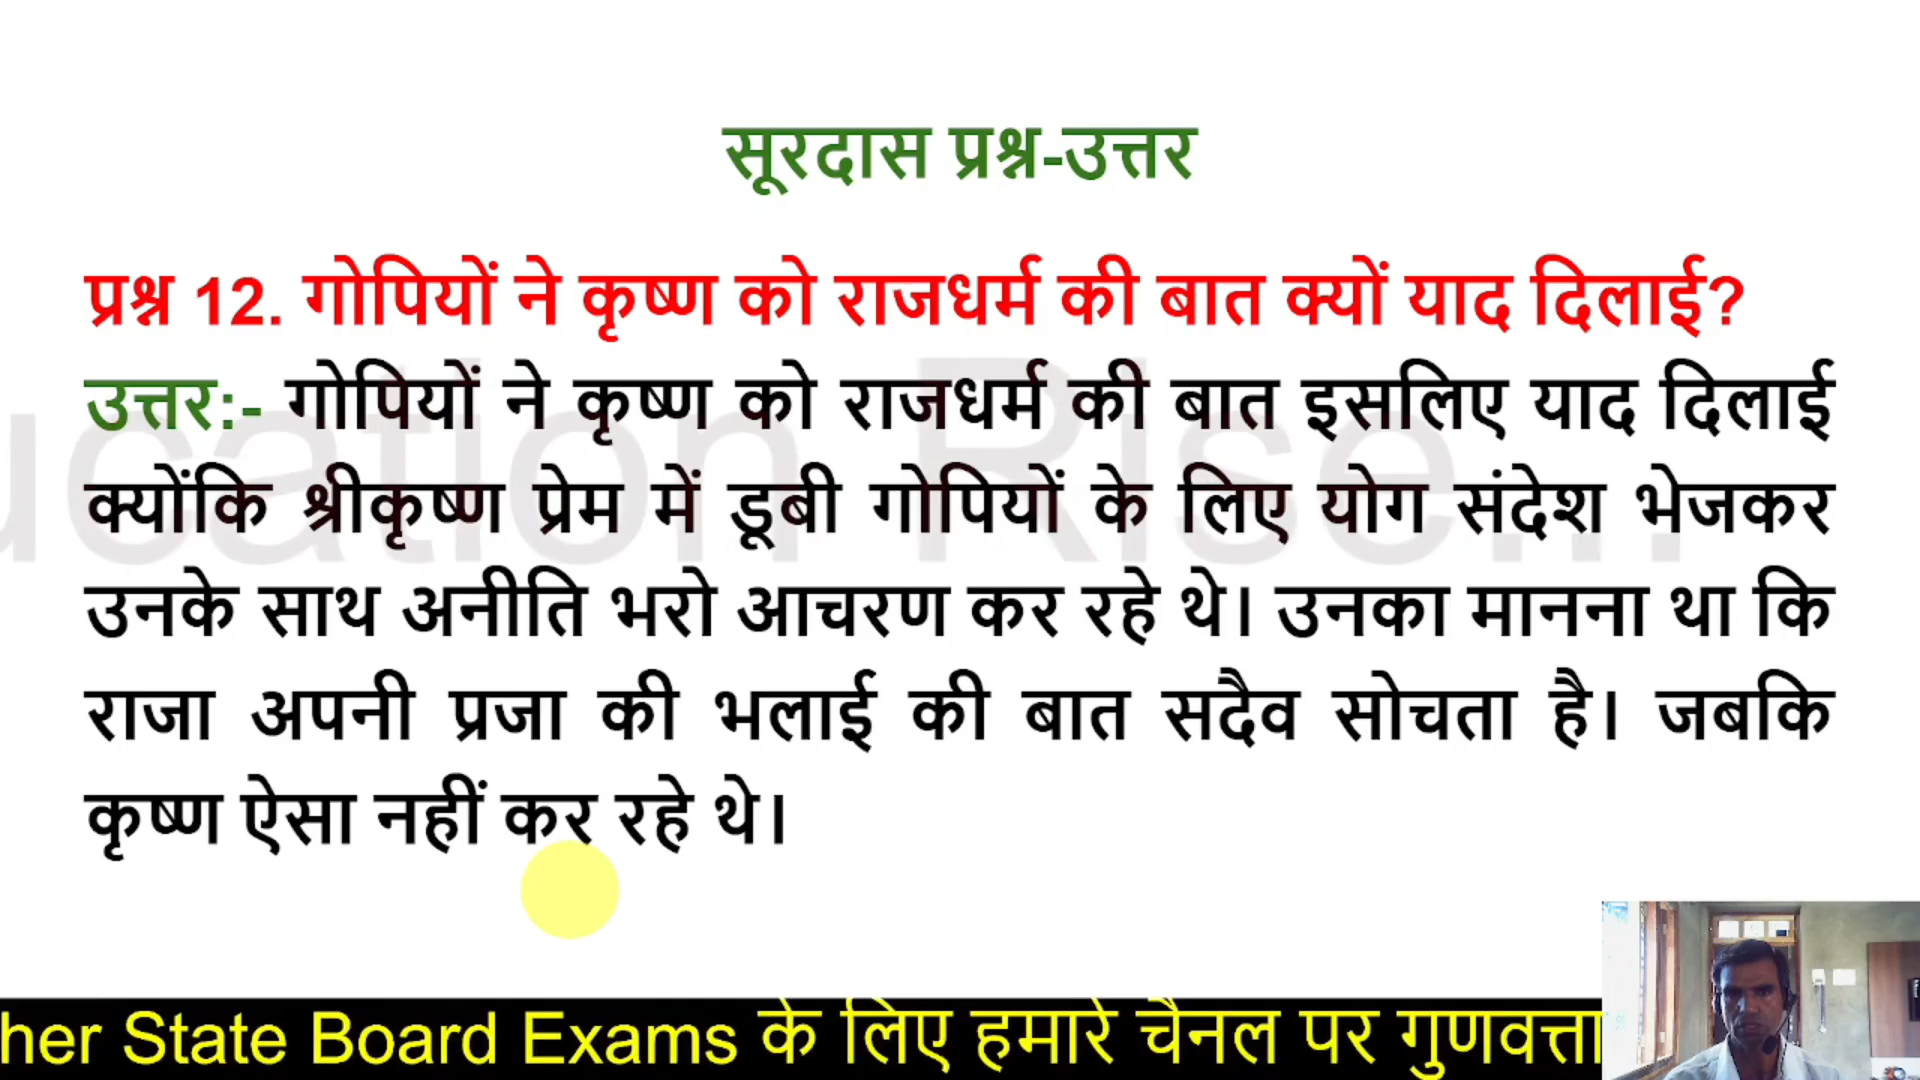 सूरदास प्रश्न-उत्तर
प्रश्न 12. गोपियों ने कृष्ण को राजधर्म की बात क्यों याद दिलाई?
उत्तर:- गोपियों ने कृष्ण को राजधर्म की बात इसलिए याद दिलाई
क्योंकि श्रीकृष्ण प्रेम में डूबी गोपियों के लिए योग संदेश भेजकर
उनके साथ अनीति भरो आचरण कर रहे थे। उनका मानना था कि
राजा अपनी प्रजा की भलाई की बात सदैव सोचता है। जबकि
कृष्ण ऐसा नहीं कर रहे थे।
ucation Rise...
her State Board Exams के लिए हमारे चैनल पर गुणवत्ता